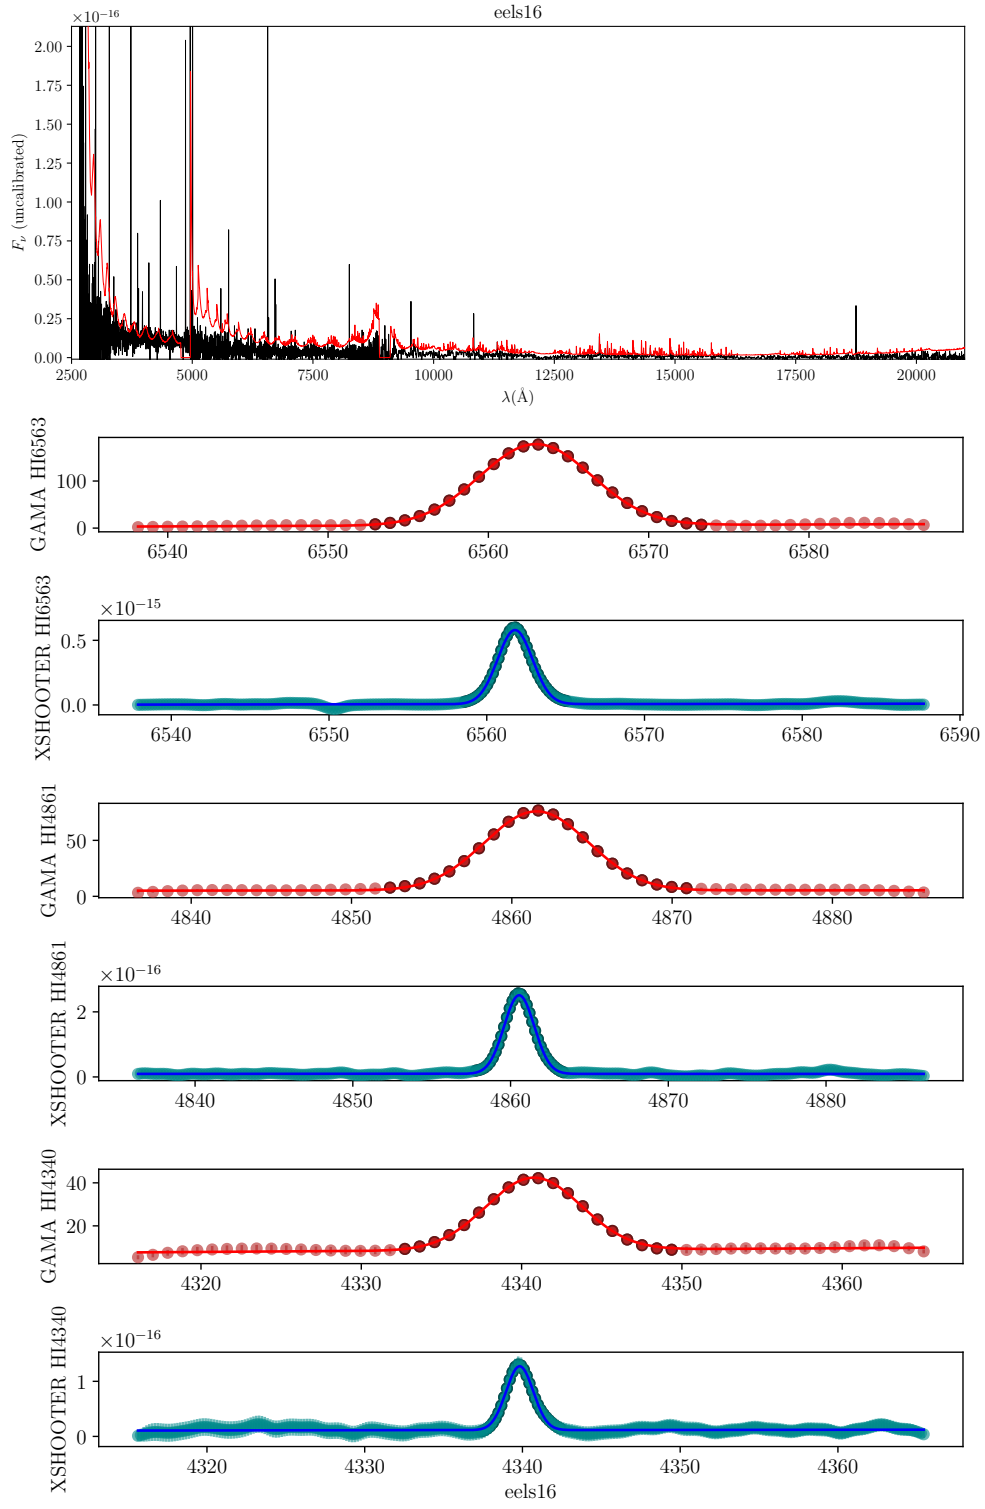 eels16
×10−16
2.00
1.75
1.50
1.25
1.00
0.75
0.50
0.25
0.00
Fν (uncalibrated)
2500 5000 7500 10000 12500 15000 17500 20000
λ(Å)
GAMA HI6563
100
0
6540 6550 6560 6570 6580
XSHOOTER HI6563
×10−15
0.5
0.0
6540 6550 6560 6570 6580 6590
GAMA HI4861
50
0
4840 4850 4860 4870 4880
XSHOOTER HI4861
×10−16
2
0
4840 4850 4860 4870 4880
GAMA HI4340
40
20
4320 4330 4340 4350 4360
XSHOOTER HI4340
×10−16
1
0
4320 4330 4340 4350 4360
eels16